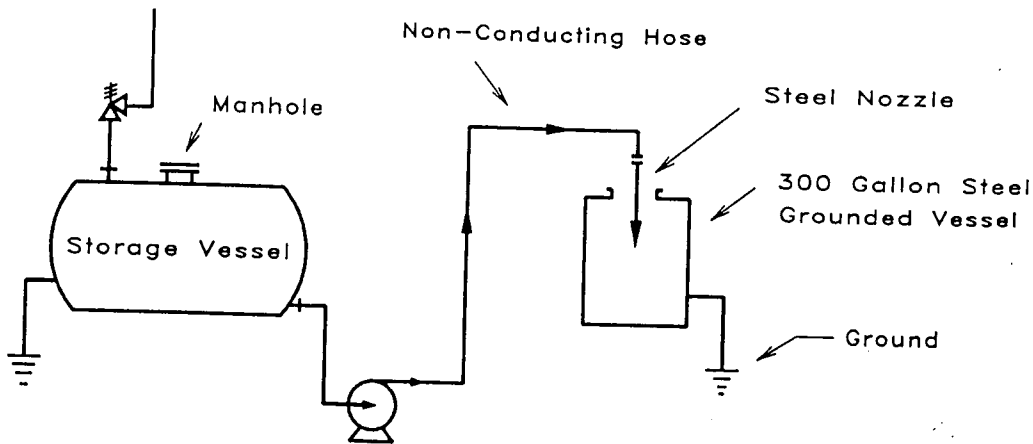 Non-Conducting Hose
Manhole
Steel Nozzle
300 Gallon Steel
Grounded Vessel
Storage Vessel
Ground